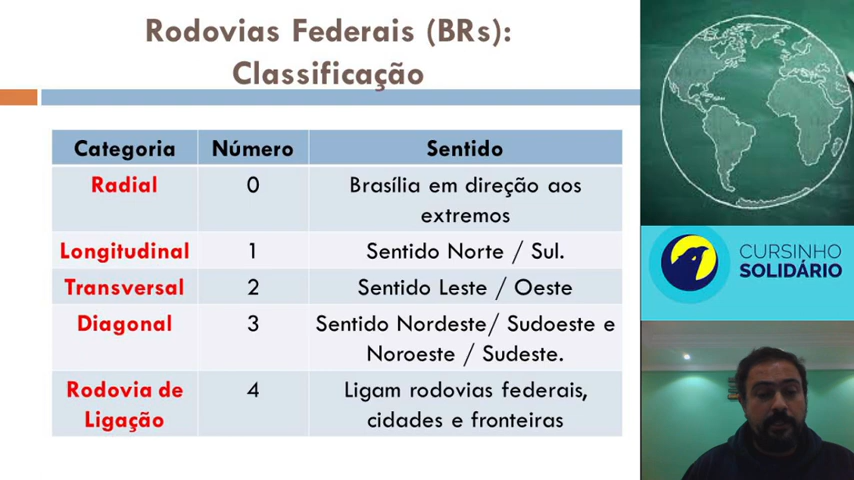 Rodovias Federais (BRs):
Classificação
Categoria Número Sentido
Radial 0 Brasília em direção aos
extremos
Longitudinal 1 Sentido Norte / Sul.
Transversal 2 Sentido Leste / Oeste
Diagonal 3 Sentido Nordeste/ Sudoeste e
Noroeste / Sudeste.
Rodovia de 4 Ligam rodovias federais,
Ligação cidades e fronteiras
CURSINHO
SOLIDÁRIO